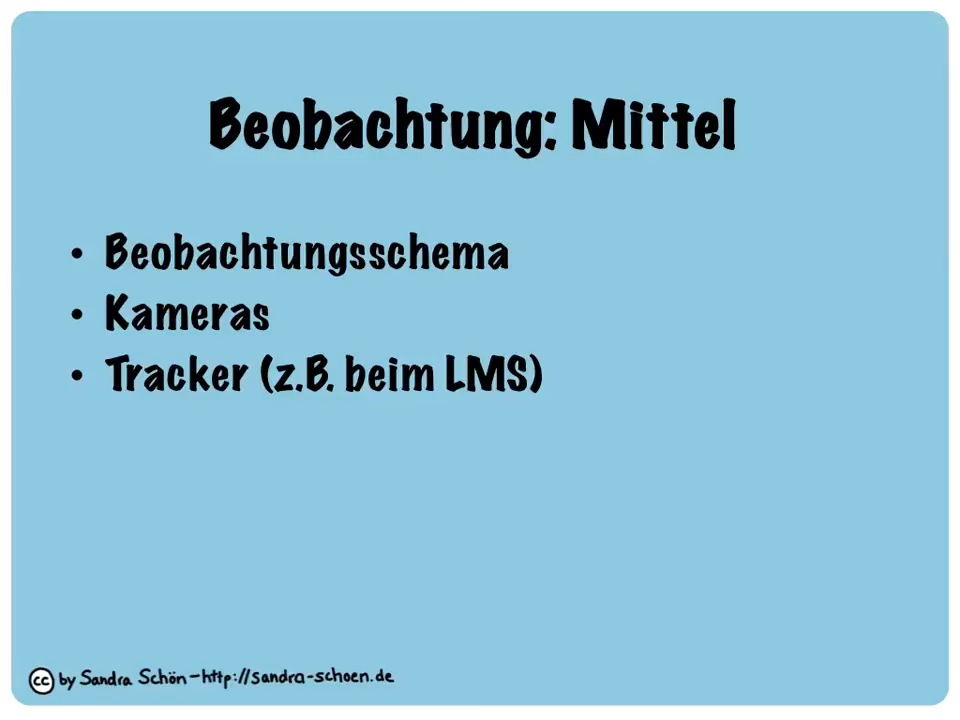 Beobachtung: Mittel
• Beobachtungsschema
• Kameras
• Tracker (z.B. beim LMS)
cc by Sandra Schön – http://sandra-schoen.de